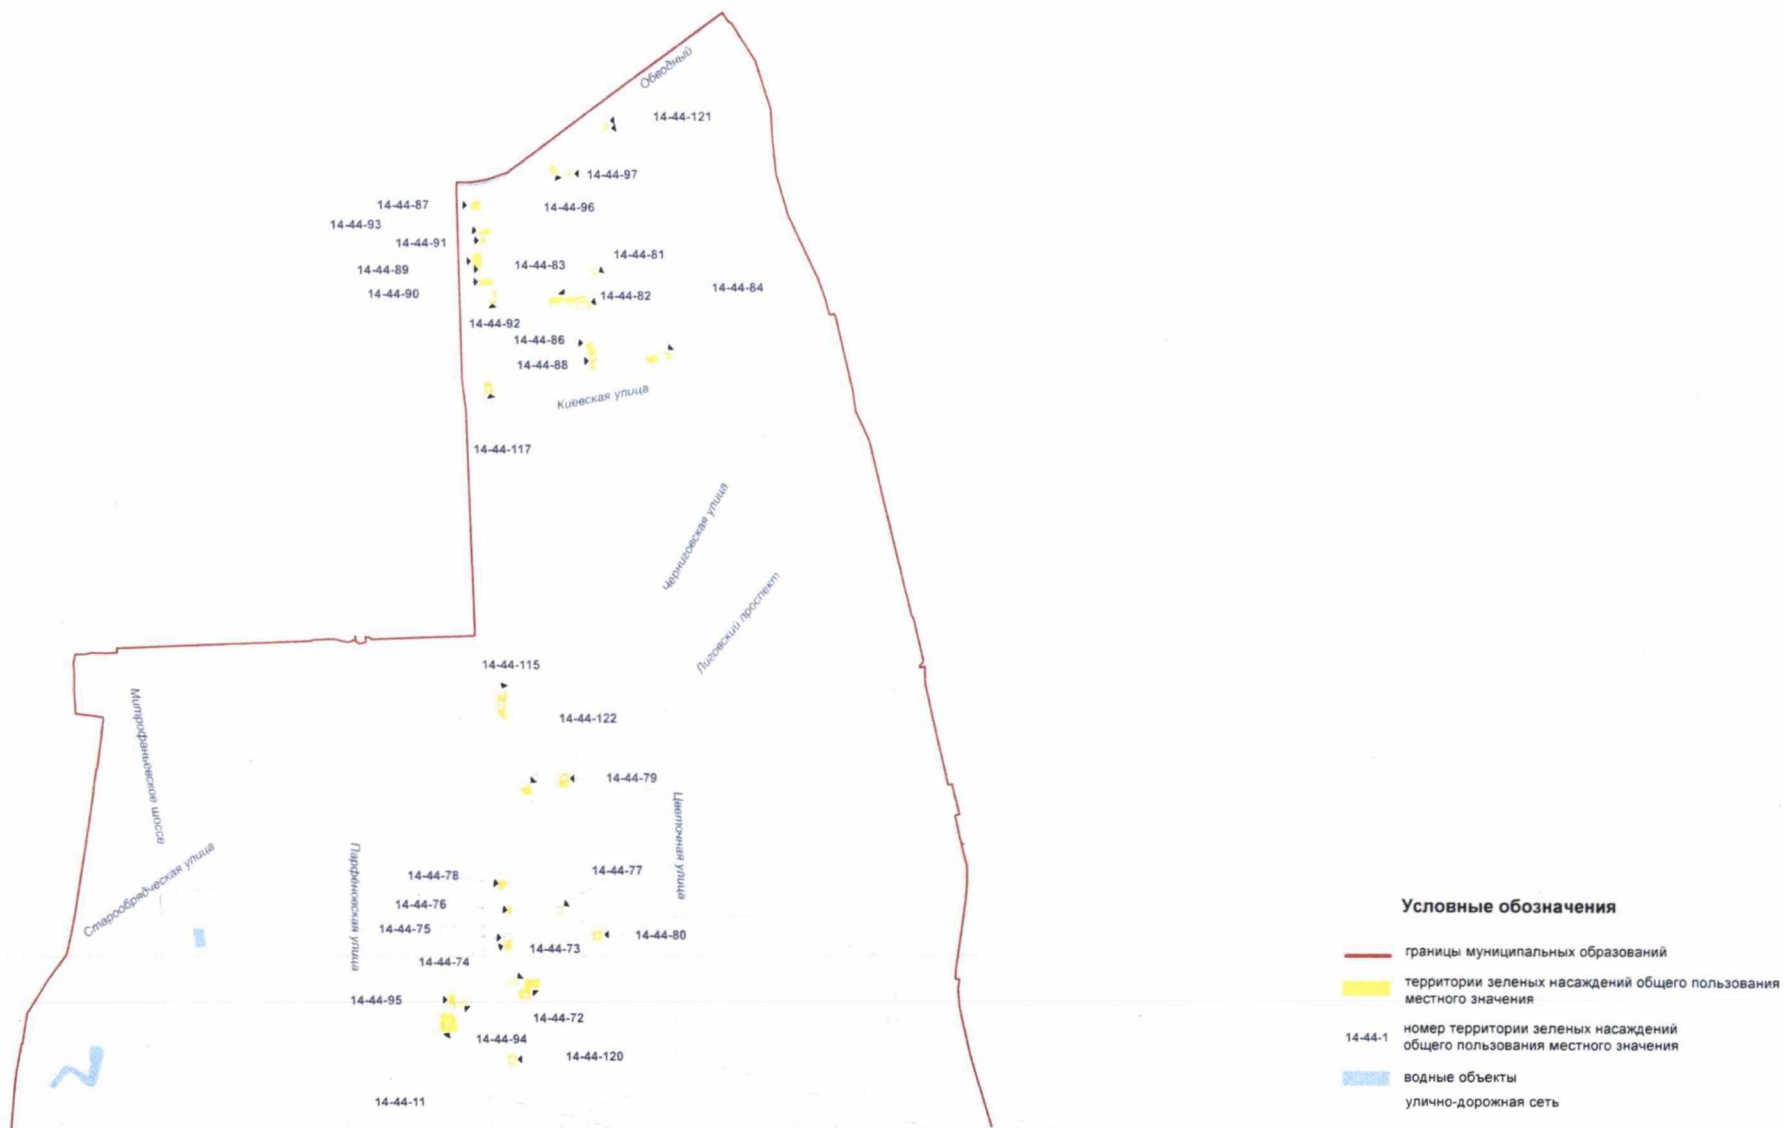 Обводный
14-44-121
14-44-97
14-44-87
14-44-96
14-44-93
14-44-91
14-44-81
14-44-83
14-44-89
14-44-84
14-44-90
14-44-82
14-44-92
14-44-86
14-44-88
Киевская улица
14-44-117
Черниговская улица
Лиговский проспект
14-44-115
Митрофаньевское шоссе
14-44-122
14-44-79
Цветочная улица
Старообрядческая улица
Парфёновская улица
14-44-78
14-44-77
14-44-76
14-44-75
14-44-80
14-44-73
14-44-74
14-44-95
14-44-72
14-44-94
14-44-120
14-44-11
Условные обозначения
границы муниципальных образований
территории зеленых насаждений общего пользования
местного значения
14-44-1
номер территории зеленых насаждений
общего пользования местного значения
водные объекты
улично-дорожная сеть